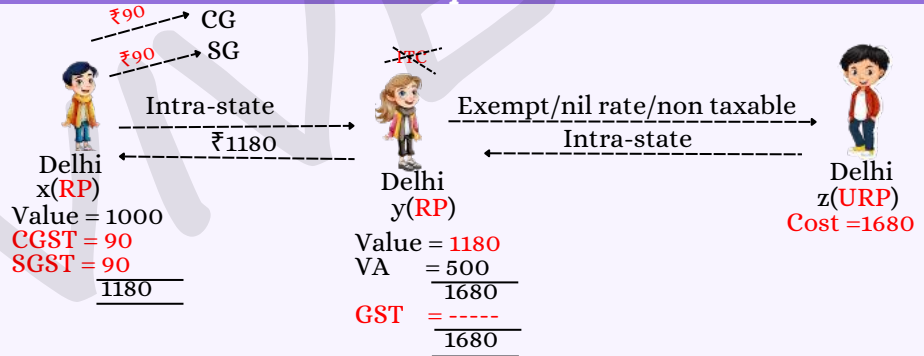 ₹90
CG
₹90
SG
ITC
Intra-state
₹1180
Exempt/nil rate/non taxable
Intra-state
Delhi
x(RP)
Value = 1000
CGST = 90
SGST = 90
1180
Delhi
y(RP)
Value = 1180
VA = 500
1680
GST = -----
1680
Delhi
z(URP)
Cost =1680